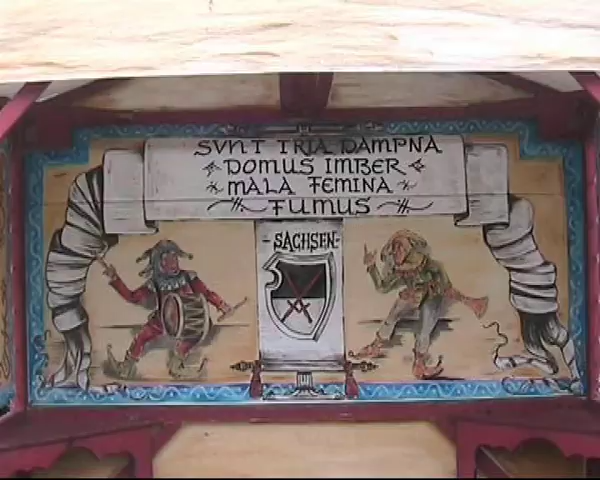 SVNT TRIA DAMPNA
DOMUS IMBER
MALA FEMINA
FUMUS
SACHSEN